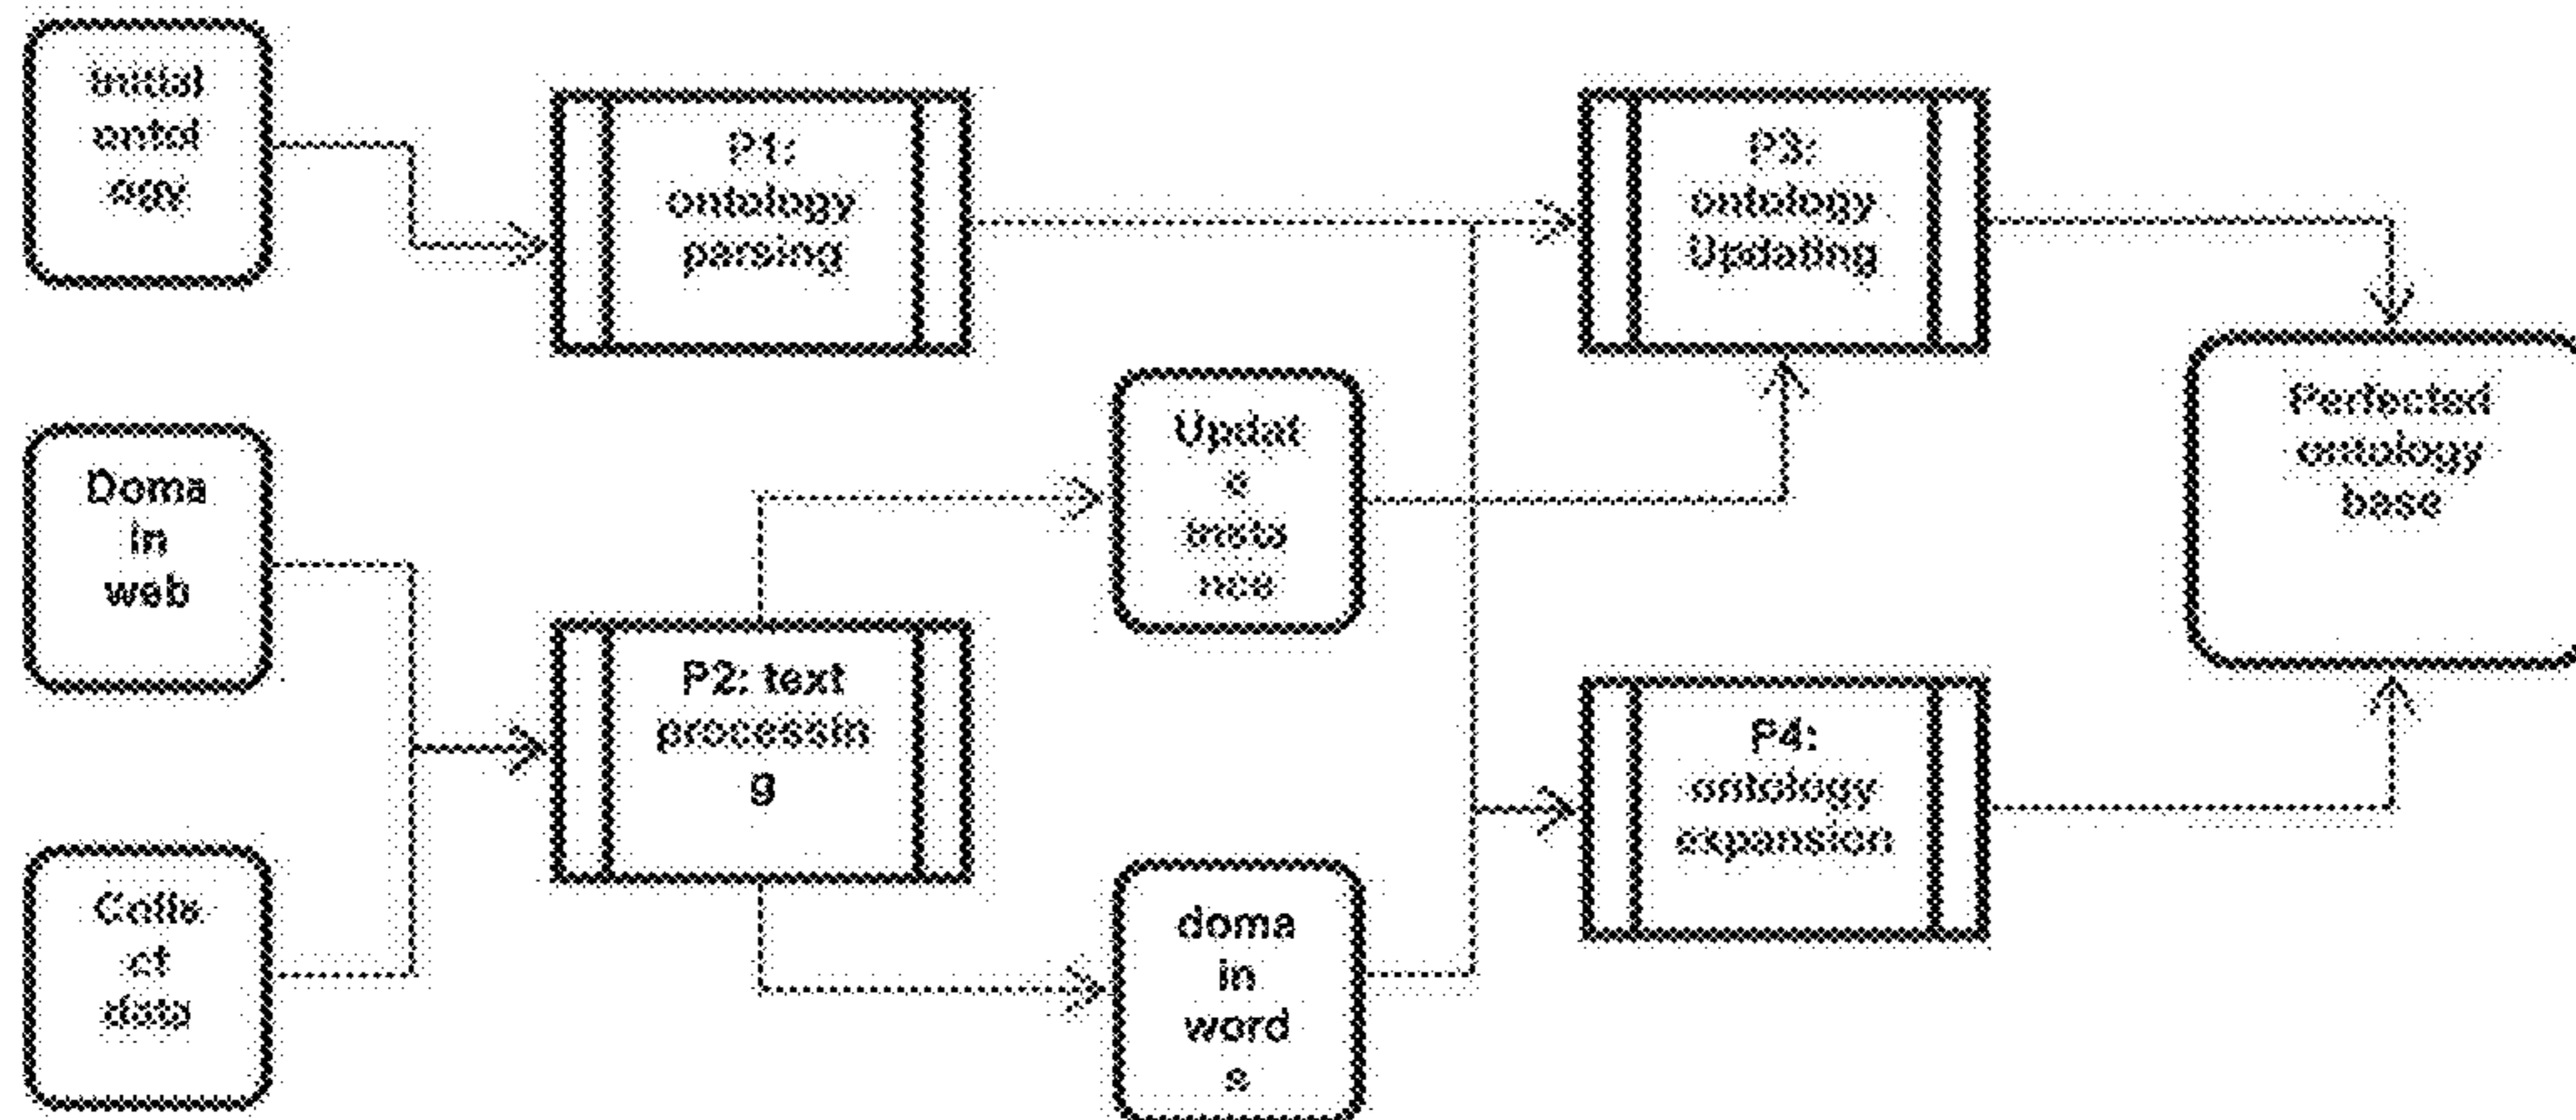 initial
ontol
ogy
P1:
ontology
parsing
P3:
ontology
Updating
Doma
in
web
Updat
e
insta
nce
Perfected
ontology
base
P2: text
processin
g
P4:
ontology
expansion
Colle
ct
data
doma
in
word
s